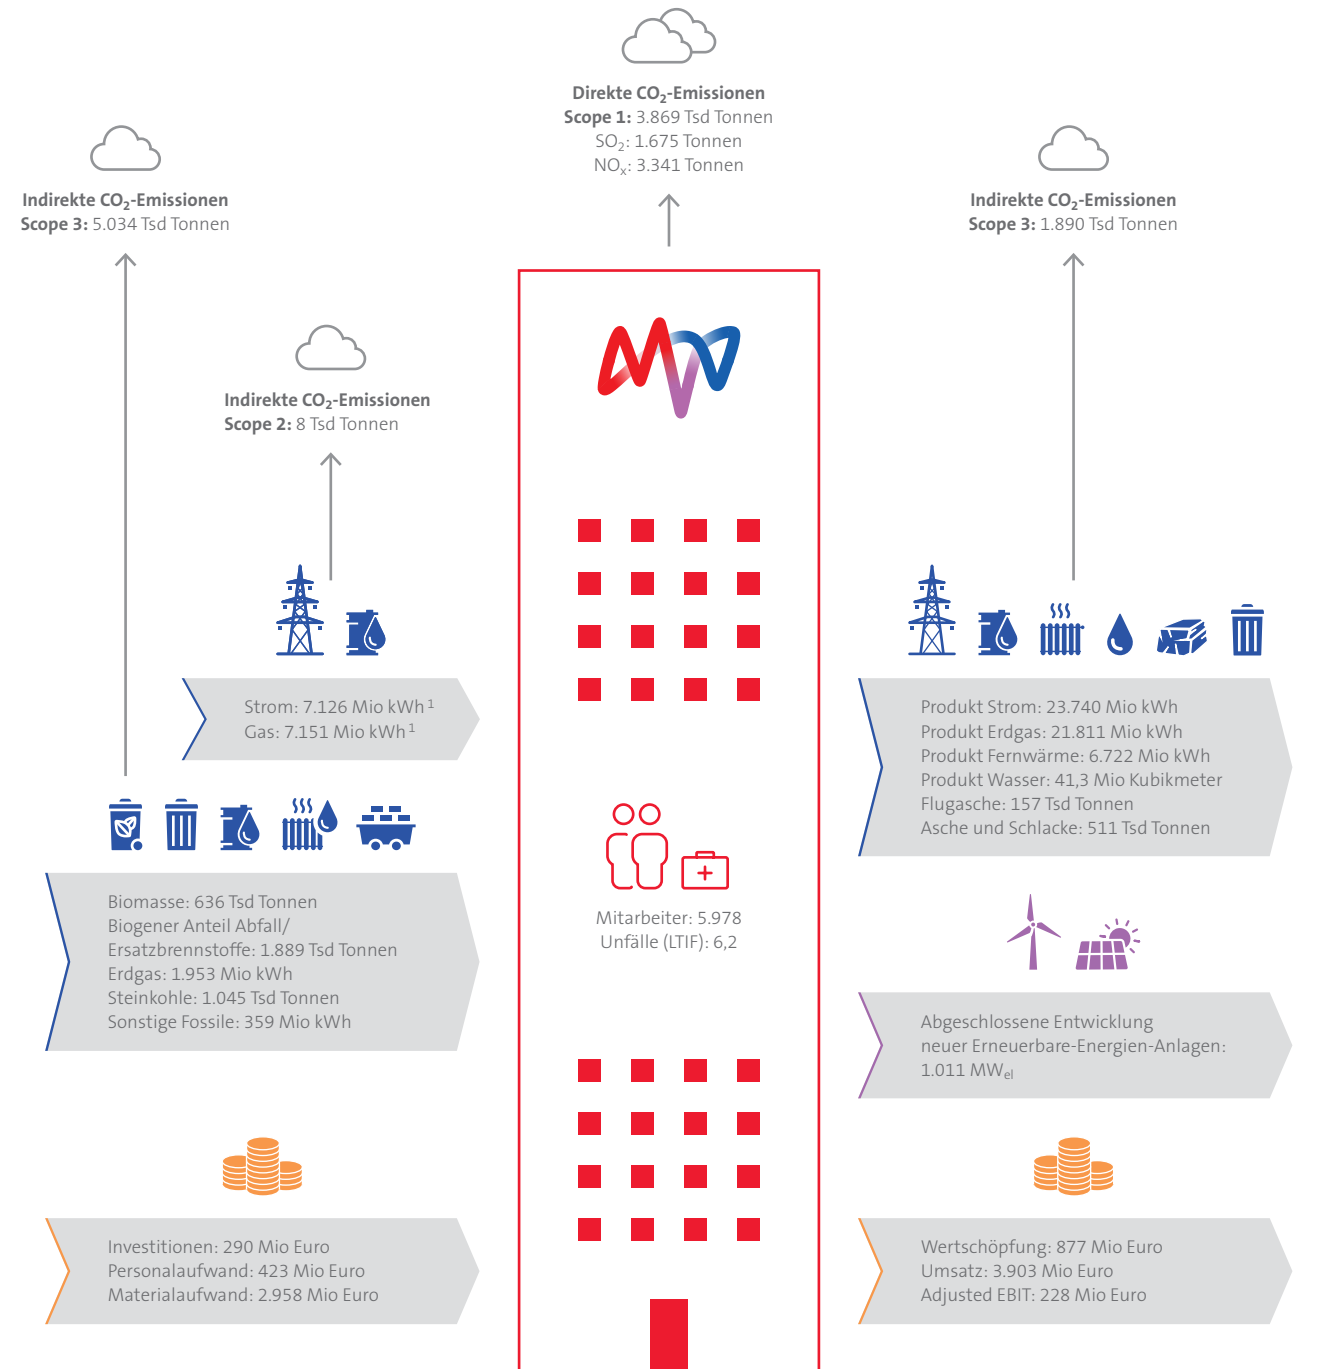 Direkte CO₂-Emissionen
Scope 1: 3.869 Tsd Tonnen
SO₂: 1.675 Tonnen
NOₓ: 3.341 Tonnen
Indirekte CO₂-Emissionen
Scope 3: 5.034 Tsd Tonnen
Indirekte CO₂-Emissionen
Scope 3: 1.890 Tsd Tonnen
Indirekte CO₂-Emissionen
Scope 2: 8 Tsd Tonnen
MVV
Strom: 7.126 Mio kWh ¹
Gas: 7.151 Mio kWh ¹
Biomasse: 636 Tsd Tonnen
Biogener Anteil Abfall/
Ersatzbrennstoffe: 1.889 Tsd Tonnen
Erdgas: 1.953 Mio kWh
Steinkohle: 1.045 Tsd Tonnen
Sonstige Fossile: 359 Mio kWh
Investitionen: 290 Mio Euro
Personalaufwand: 423 Mio Euro
Materialaufwand: 2.958 Mio Euro
Mitarbeiter: 5.978
Unfälle (LTIF): 6,2
Produkt Strom: 23.740 Mio kWh
Produkt Erdgas: 21.811 Mio kWh
Produkt Fernwärme: 6.722 Mio kWh
Produkt Wasser: 41,3 Mio Kubikmeter
Flugasche: 157 Tsd Tonnen
Asche und Schlacke: 511 Tsd Tonnen
Abgeschlossene Entwicklung
neuer Erneuerbare-Energien-Anlagen:
1.011 MWel
Wertschöpfung: 877 Mio Euro
Umsatz: 3.903 Mio Euro
Adjusted EBIT: 228 Mio Euro